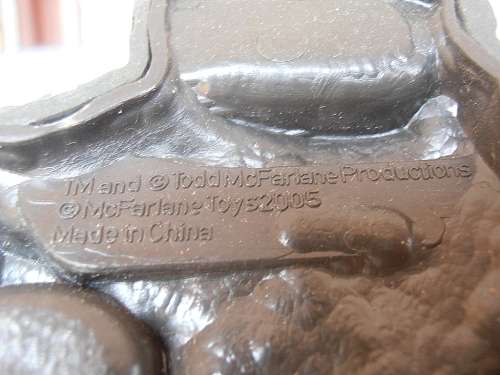 TM and © Todd McFarlane Productions
© McFarlane Toys 2005
Made in China